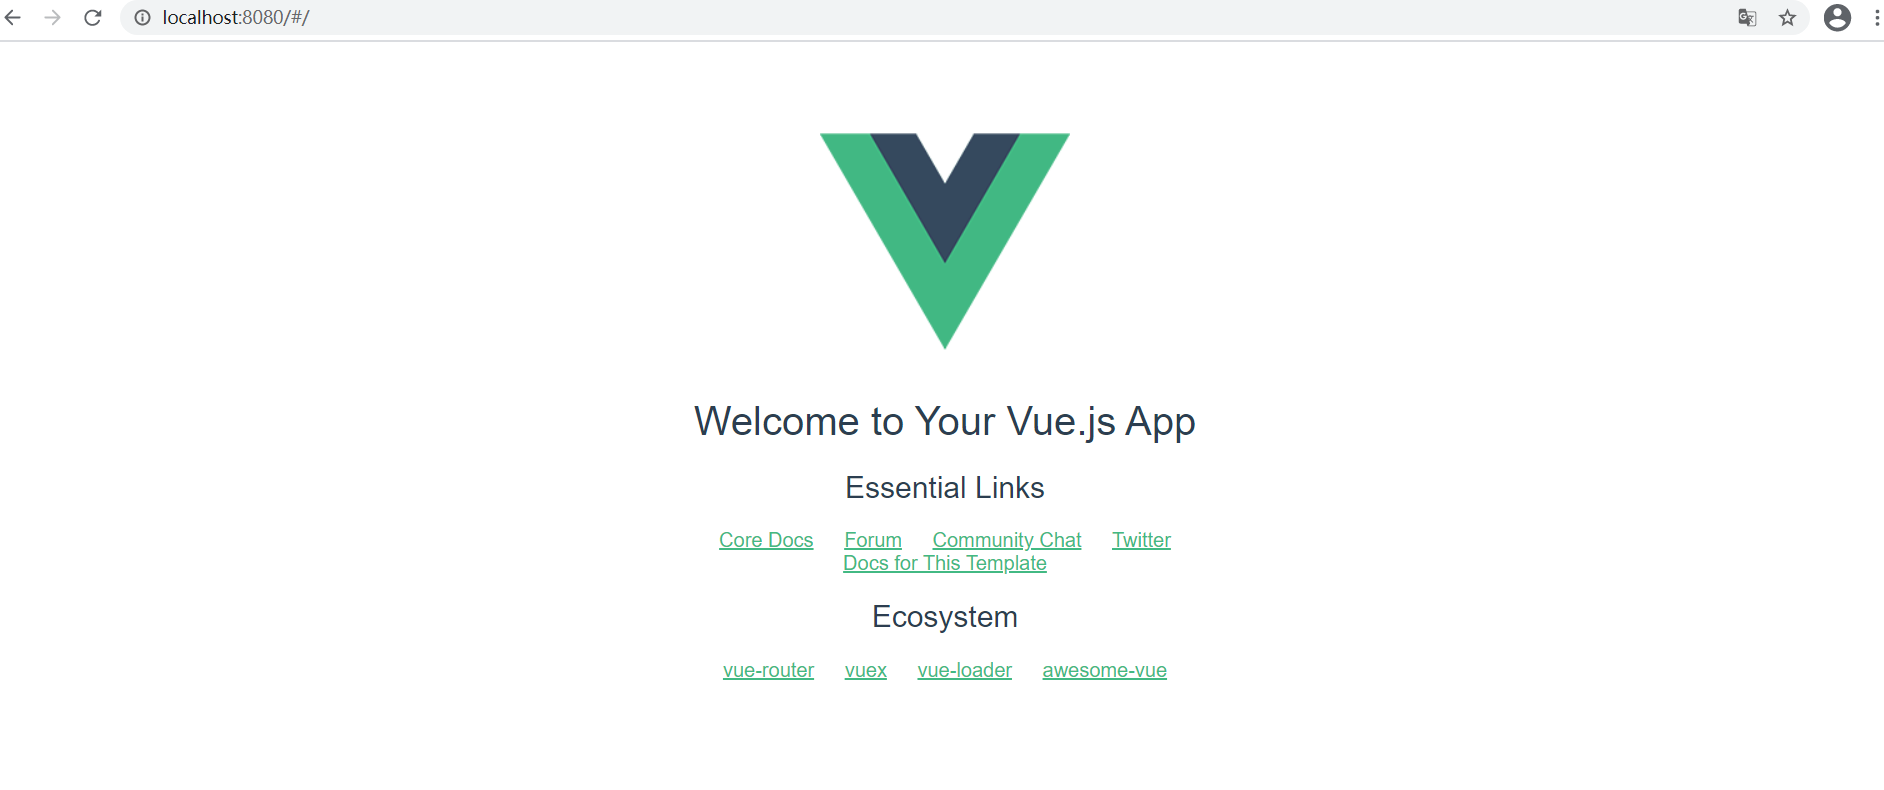 localhost:8080/#/
Welcome to Your Vue.js App
Essential Links
Core Docs Forum Community Chat Twitter
Docs for This Template
Ecosystem
vue-router vuex vue-loader awesome-vue